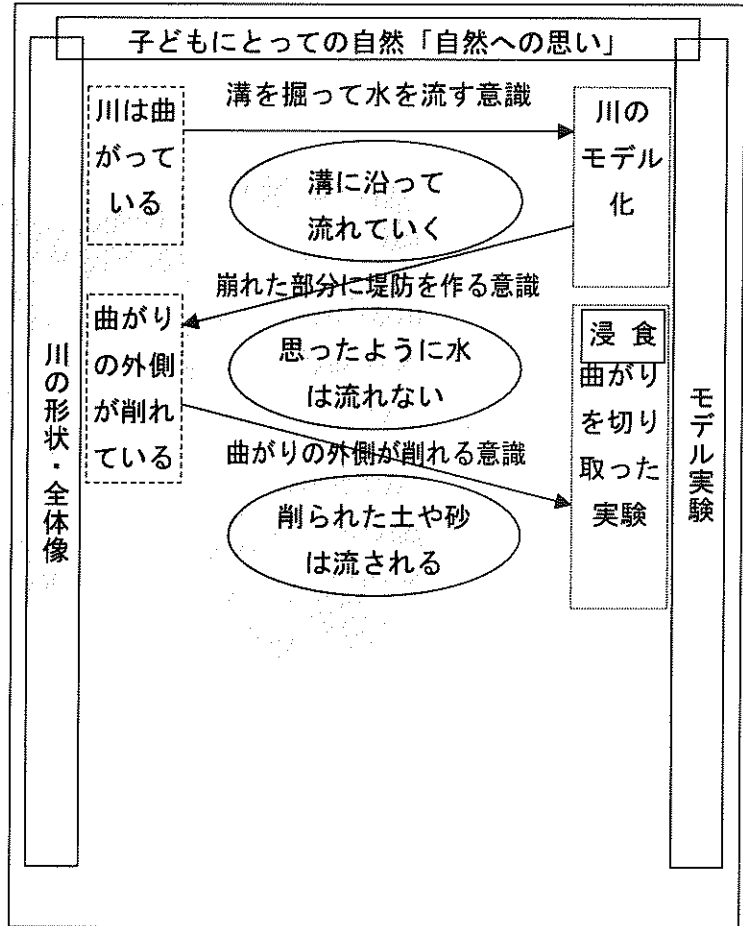 子どもにとっての自然「自然への思い」
川は曲
がって
いる
溝を掘って水を流す意識
川の
モデル
化
溝に沿って
流れていく
崩れた部分に堤防を作る意識
曲がり
の外側
が削れ
ている
思ったように水
は流れない
浸食
曲がり
を切り
取った
実験
曲がりの外側が削れる意識
削られた土や砂
は流される
川の形状・全体像
モデル実験